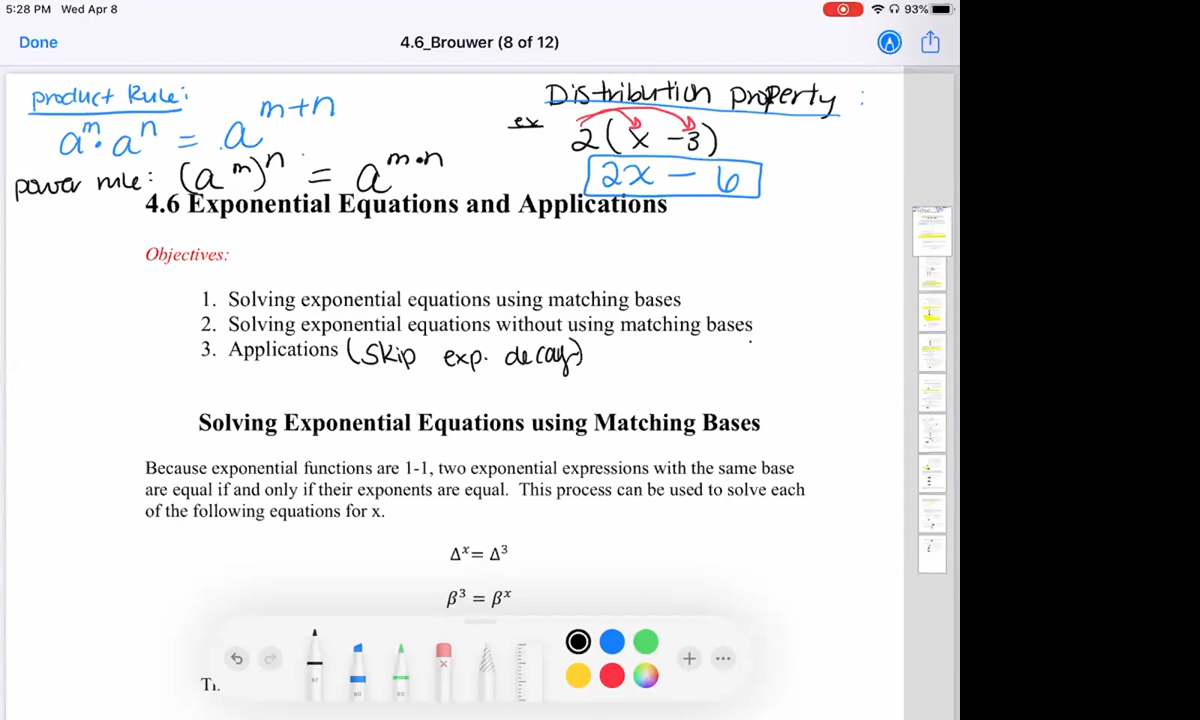 5:28 PM Wed Apr 8
93%
Done
4.6_Brouwer (8 of 12)
product Rule:
a^m · a^n = a^(m+n)
power rule: (a^m)^n = a^(m·n)
Distribution property :
ex 2(x - 3)
2x - 6
4.6 Exponential Equations and Applications
Objectives:
1. Solving exponential equations using matching bases
2. Solving exponential equations without using matching bases
3. Applications (skip exp. decay)
Solving Exponential Equations using Matching Bases
Because exponential functions are 1-1, two exponential expressions with the same base
are equal if and only if their exponents are equal. This process can be used to solve each
of the following equations for x.
Δ^x = Δ^3
β^3 = β^x